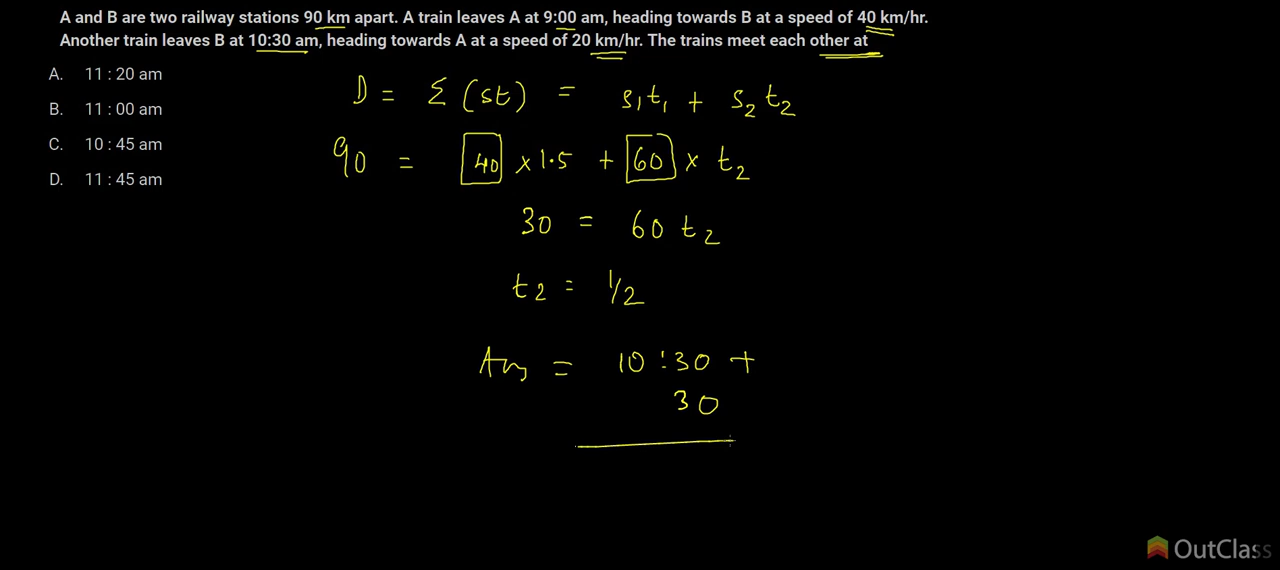 A and B are two railway stations 90 km apart. A train leaves A at 9:00 am, heading towards B at a speed of 40 km/hr.
Another train leaves B at 10:30 am, heading towards A at a speed of 20 km/hr. The trains meet each other at
A. 11 : 20 am
B. 11 : 00 am
C. 10 : 45 am
D. 11 : 45 am
D = Σ (st) = s₁t₁ + s₂t₂
90 = 40 × 1.5 + 60 × t₂
30 = 60 t₂
t₂ = 1/2
Ans = 10:30 +
30
OutClass